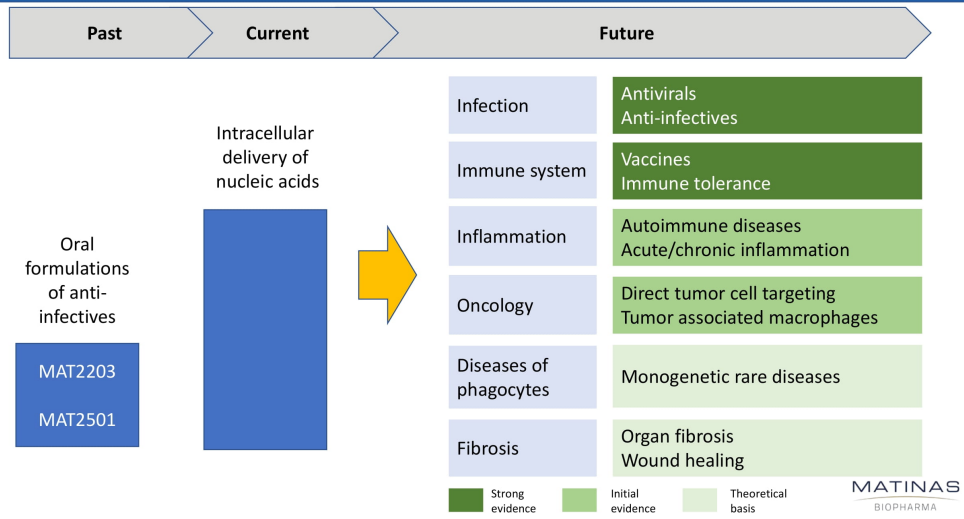 Past
Current
Future
Oral
formulations
of anti-
infectives
MAT2203
MAT2501
Intracellular
delivery of
nucleic acids
Infection
Antivirals
Anti-infectives
Immune system
Vaccines
Immune tolerance
Inflammation
Autoimmune diseases
Acute/chronic inflammation
Oncology
Direct tumor cell targeting
Tumor associated macrophages
Diseases of
phagocytes
Monogenetic rare diseases
Fibrosis
Organ fibrosis
Wound healing
Strong
evidence
Initial
evidence
Theoretical
basis
MATINAS
BIOPHARMA